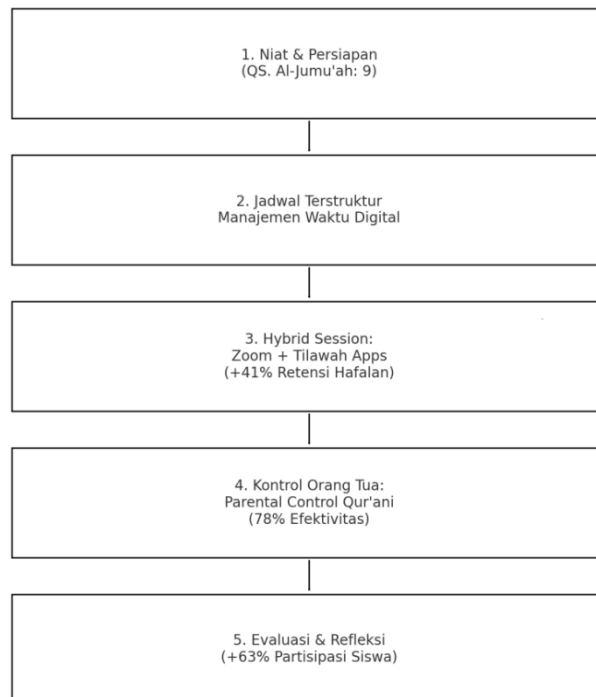 1. Niat & Persiapan
(QS. Al-Jumu'ah: 9)
2. Jadwal Terstruktur
Manajemen Waktu Digital
3. Hybrid Session:
Zoom + Tilawah Apps
(+41% Retensi Hafalan)
4. Kontrol Orang Tua:
Parental Control Qur'ani
(78% Efektivitas)
5. Evaluasi & Refleksi
(+63% Partisipasi Siswa)